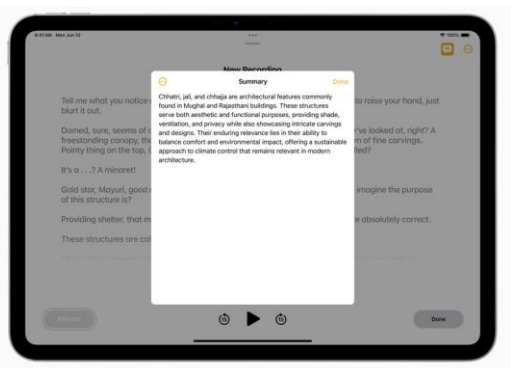 9:41 AM Mon Jun 10
100%
New Recording
Summary
Done
Chhatri, jali, and chhajja are architectural features commonly
found in Mughal and Rajasthani buildings. These structures
serve both aesthetic and functional purposes, providing shade,
ventilation, and privacy while also showcasing intricate carvings
and designs. Their enduring relevance lies in their ability to
balance comfort and environmental impact, offering a sustainable
approach to climate control that remains relevant in modern
architecture.
Tell me what you notice to raise your hand, just
blurt it out.
Domed, sure, seems of looked at, right? A
freestanding canopy, of fine carvings.
Pointy thing on the top,
It's a . . .? A minaret!
Gold star, Mayuri, good imagine the purpose
of this structure is?
Providing shelter, that absolutely correct.
These structures are
15
15
Done